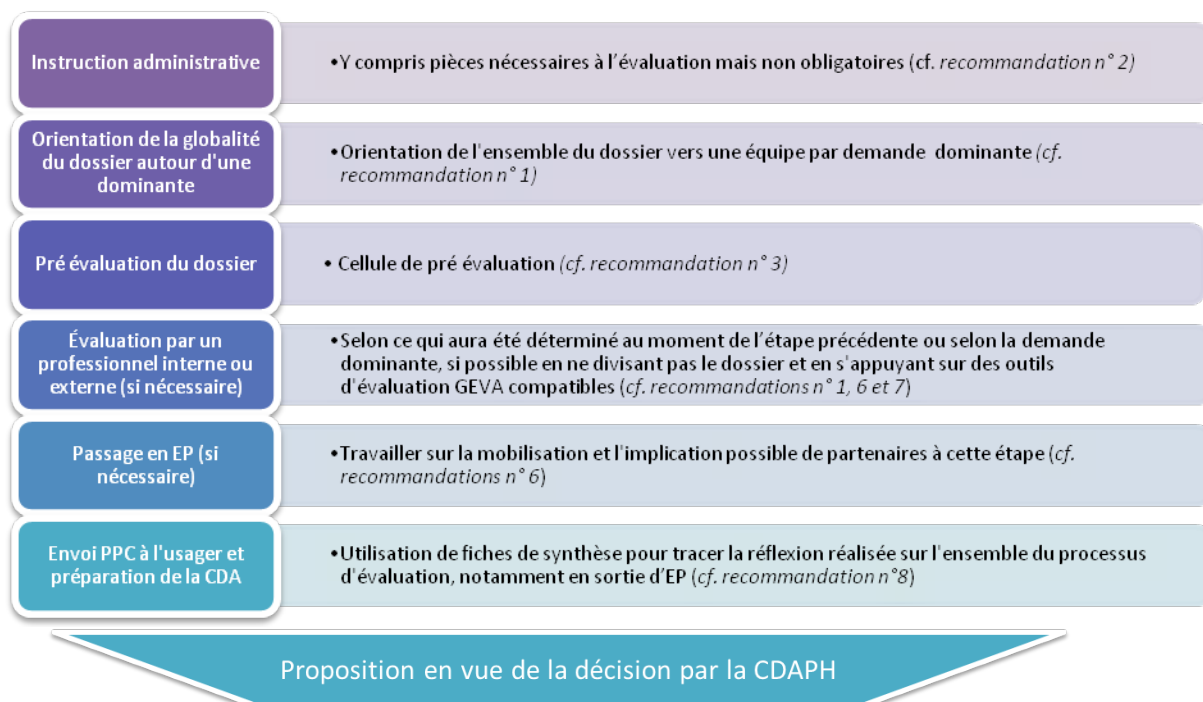 Instruction administrative
•Y compris pièces nécessaires à l'évaluation mais non obligatoires (cf. recommandation n° 2)
Orientation de la globalité
du dossier autour d'une
dominante
•Orientation de l'ensemble du dossier vers une équipe par demande dominante (cf.
recommandation n° 1)
Pré évaluation du dossier
• Cellule de pré évaluation (cf. recommandation n° 3)
Évaluation par un
professionnel interne ou
externe (si nécessaire)
•Selon ce qui aura été déterminé au moment de l'étape précédente ou selon la demande
dominante, si possible en ne divisant pas le dossier et en s'appuyant sur des outils
d'évaluation GEVA compatibles (cf. recommandations n° 1, 6 et 7)
Passage en EP (si
nécessaire)
•Travailler sur la mobilisation et l'implication possible de partenaires à cette étape (cf.
recommandations n° 6)
Envoi PPC à l'usager et
préparation de la CDA
•Utilisation de fiches de synthèse pour tracer la réflexion réalisée sur l'ensemble du processus
d'évaluation, notamment en sortie d'EP (cf. recommandation n°8)
Proposition en vue de la décision par la CDAPH